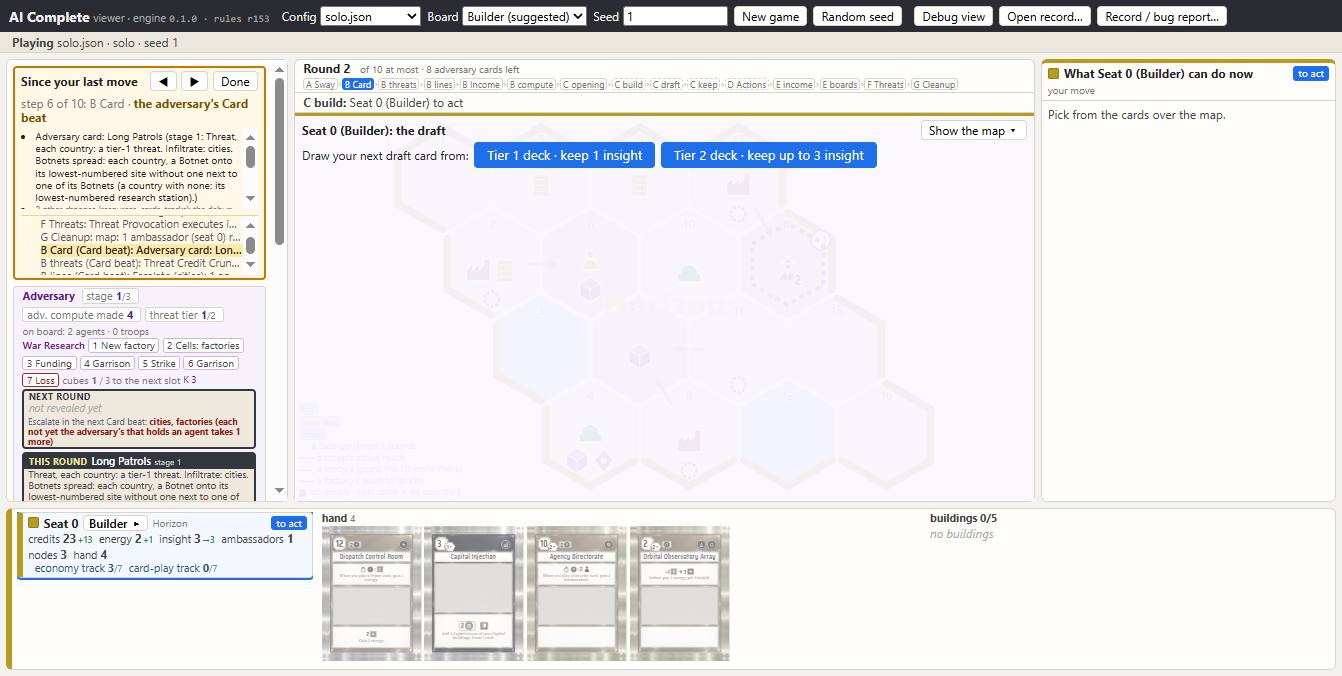 AI Complete viewer · engine 0.1.0 · rules r153 Config solo.json Board Builder (suggested) Seed 1 New game Random seed Debug view Open record... Record / bug report...
Playing solo.json · solo · seed 1
Since your last move ◀ ▶ Done
step 6 of 10: B Card · the adversary's Card
beat
Adversary card: Long Patrols (stage 1: Threat,
each country: a tier-1 threat. Infiltrate: cities.
Botnets spread: each country, a Botnet onto
its lowest-numbered site without one next to
one of its Botnets (a country with none: its
lowest-numbered research station).)
F Threats: Threat Provocation executes i...
G Cleanup: map: 1 ambassador (seat 0) r...
B Card (Card beat): Adversary card: Lon...
B threats (Card beat): Threat Credit Crun...
Adversary stage 1/3
adv. compute made 4 threat tier 1/2
on board: 2 agents · 0 troops
War Research 1 New factory 2 Cells: factories
3 Funding 4 Garrison 5 Strike 6 Garrison
7 Loss cubes 1 / 3 to the next slot K 3
NEXT ROUND
not revealed yet
Escalate in the next Card beat: cities, factories (each
not yet the adversary's that holds an agent takes 1
more)
THIS ROUND Long Patrols stage 1
Threat, each country: a tier-1 threat. Infiltrate: cities.
Botnets spread: each country, a Botnet onto its
lowest-numbered site without one next to one of
Round 2 of 10 at most · 8 adversary cards left
A Sway B Card B threats B lines B Income B compute C opening C build C draft C keep D Actions E income E boards F Threats G Cleanup
C build: Seat 0 (Builder) to act
Seat 0 (Builder): the draft Show the map ▾
Draw your next draft card from: Tier 1 deck · keep 1 insight Tier 2 deck · keep up to 3 insight
What Seat 0 (Builder) can do now to act
your move
Pick from the cards over the map.
Seat 0 Builder ▸ Horizon to act
credits 23 +13 energy 2 +1 insight 3 →3 ambassadors 1
nodes 3 hand 4
economy track 3/7 card-play track 0/7
hand 4
12 2
Dispatch Control Room
2
Gain 2 energy.
3
Capital Injection
2
10 2
Agency Directorate
2
Orbital Observatory Array
buildings 0/5
no buildings